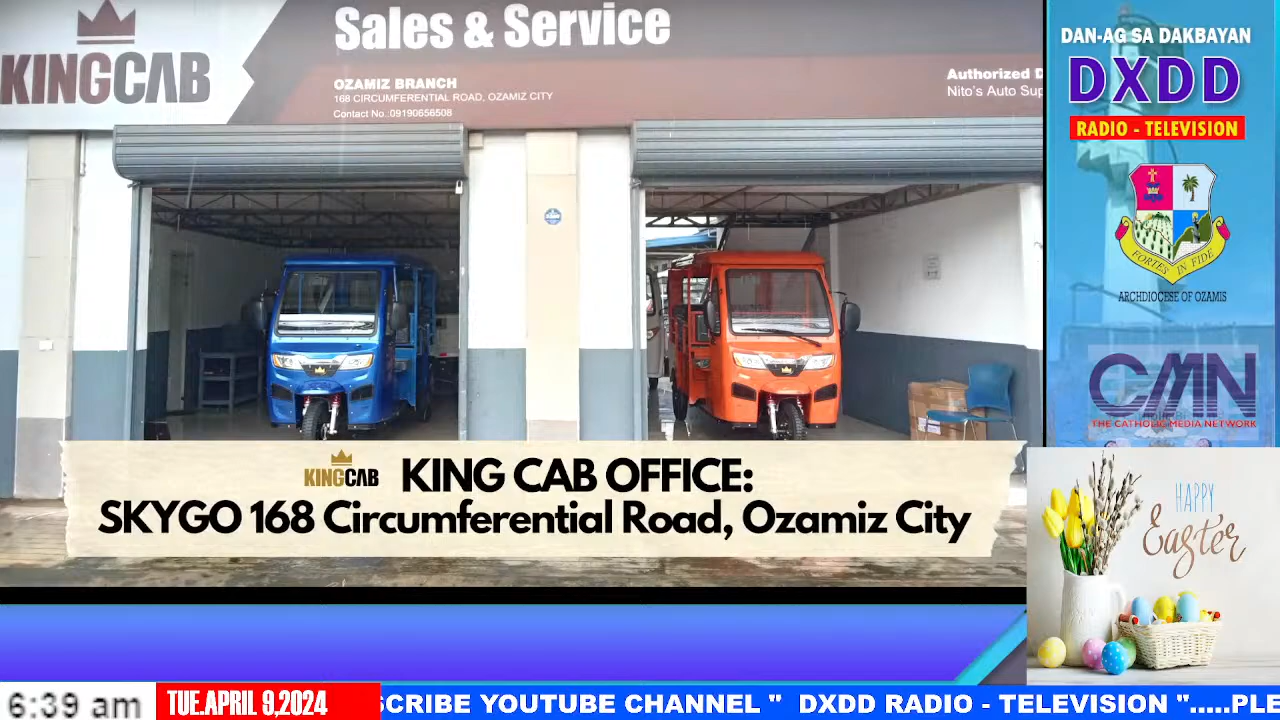 KINGCAB
Sales & Service
OZAMIZ BRANCH
168 CIRCUMFERENTIAL ROAD, OZAMIZ CITY
Contact No.:09190656508
Authorized
Nito's Auto
KINGCAB KING CAB OFFICE:
SKYGO 168 Circumferential Road, Ozamiz City
DAN-AG SA DAKBAYAN
DXDD
RADIO - TELEVISION
FORTES IN FIDE
ARCHDIOCESE OF OZAMIS
CMN
THE CATHOLIC MEDIA NETWORK
HAPPY
Easter
6:39 am
TUE.APRIL 9,2024
SCRIBE YOUTUBE CHANNEL " DXDD RADIO - TELEVISION ".....PLE